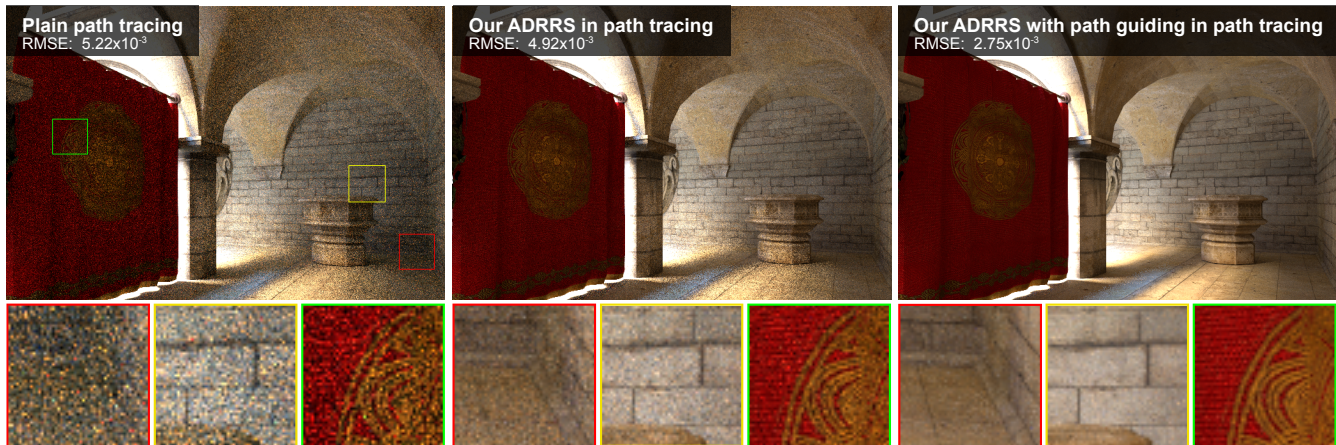 Plain path tracing
RMSE: 5.22x10⁻³
Our ADRRS in path tracing
RMSE: 4.92x10⁻³
Our ADRRS with path guiding in path tracing
RMSE: 2.75x10⁻³